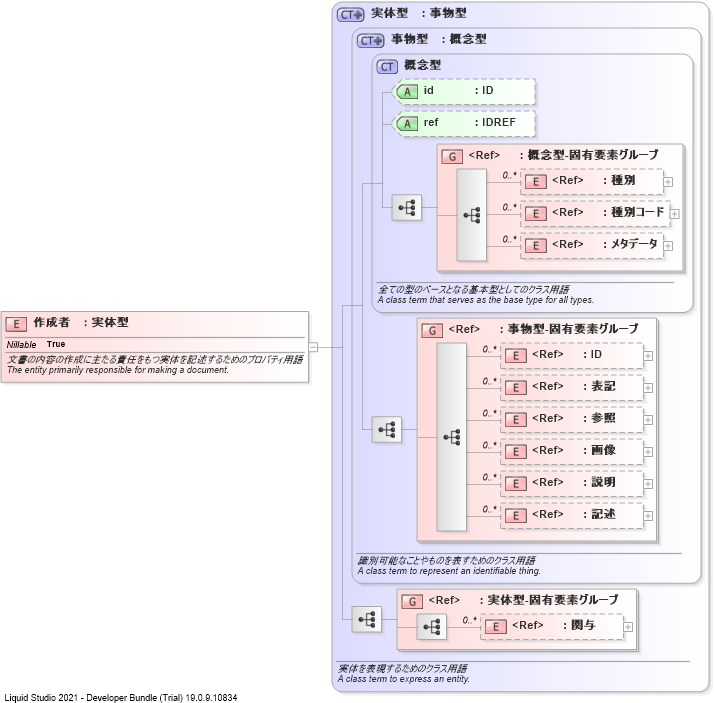 CT 実体型 : 事物型
CT 事物型 : 概念型
CT 概念型
A id : ID
A ref : IDREF
G <Ref> : 概念型-固有要素グループ
0..* E <Ref> : 種別
0..* E <Ref> : 種別コード
0..* E <Ref> : メタデータ
全ての型のベースとなる基本型としてのクラス用語
A class term that serves as the base type for all types.
E 作成者 : 実体型
Nillable True
文書の内容の作成に主たる責任をもつ実体を記述するためのプロパティ用語
The entity primarily responsible for making a document.
G <Ref> : 事物型-固有要素グループ
0..* E <Ref> : ID
0..* E <Ref> : 表記
0..* E <Ref> : 参照
0..* E <Ref> : 画像
0..* E <Ref> : 説明
0..* E <Ref> : 記述
識別可能なことやものを表すためのクラス用語
A class term to represent an identifiable thing.
G <Ref> : 実体型-固有要素グループ
0..* E <Ref> : 関与
実体を表現するためのクラス用語
A class term to express an entity.
Liquid Studio 2021 - Developer Bundle (Trial) 19.0.9.10834